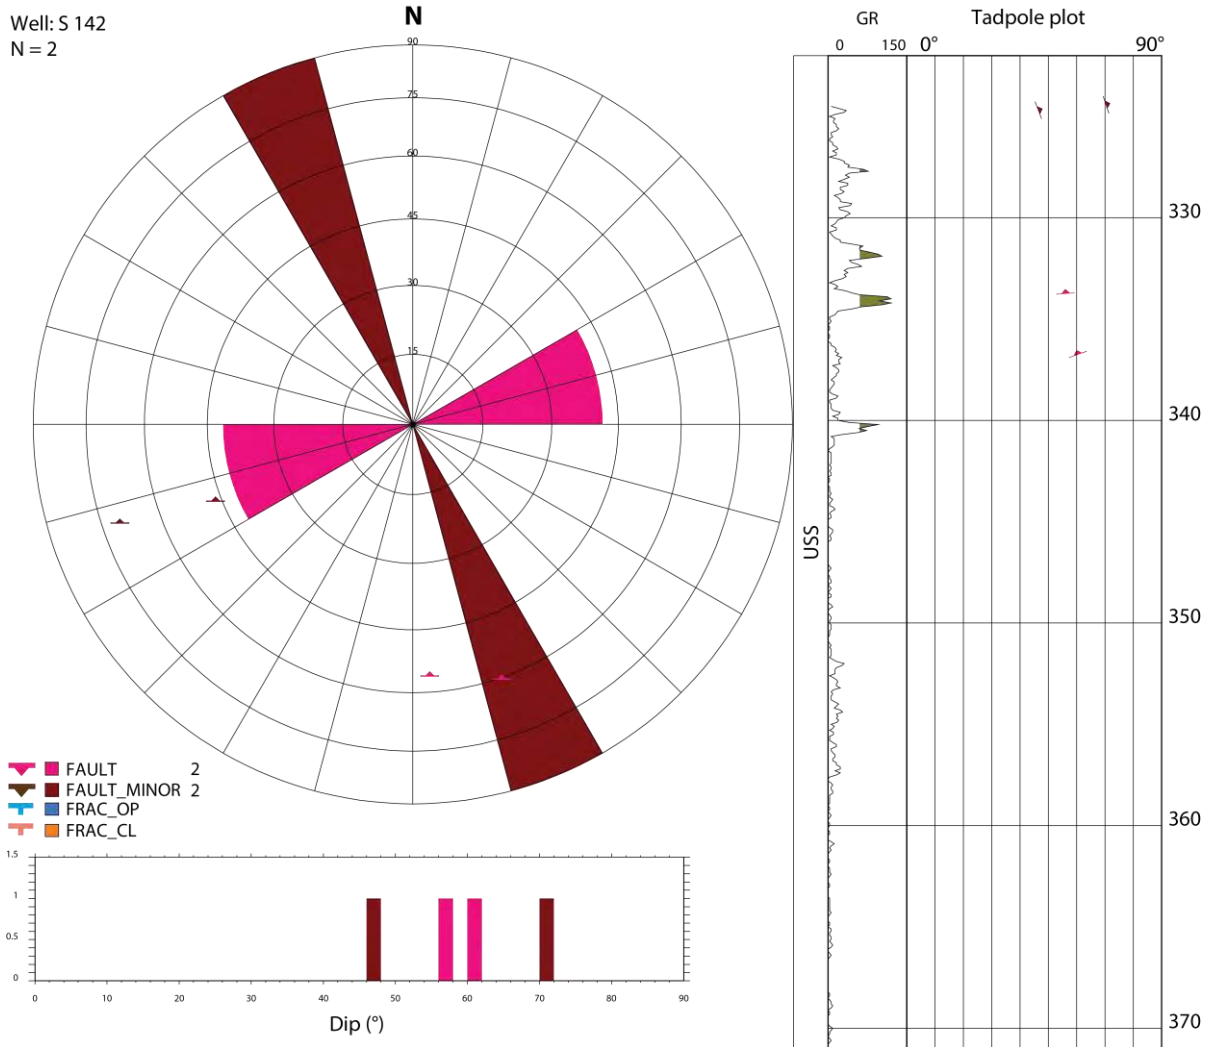 Well: S 142
N = 2
N
90
75
60
45
30
15
FAULT 2
FAULT_MINOR 2
FRAC_OP
FRAC_CL
1.5
1
0.5
0
0 10 20 30 40 50 60 70 80 90
Dip (°)
GR Tadpole plot
0 150 0° 90°
330
340
USS
350
360
370